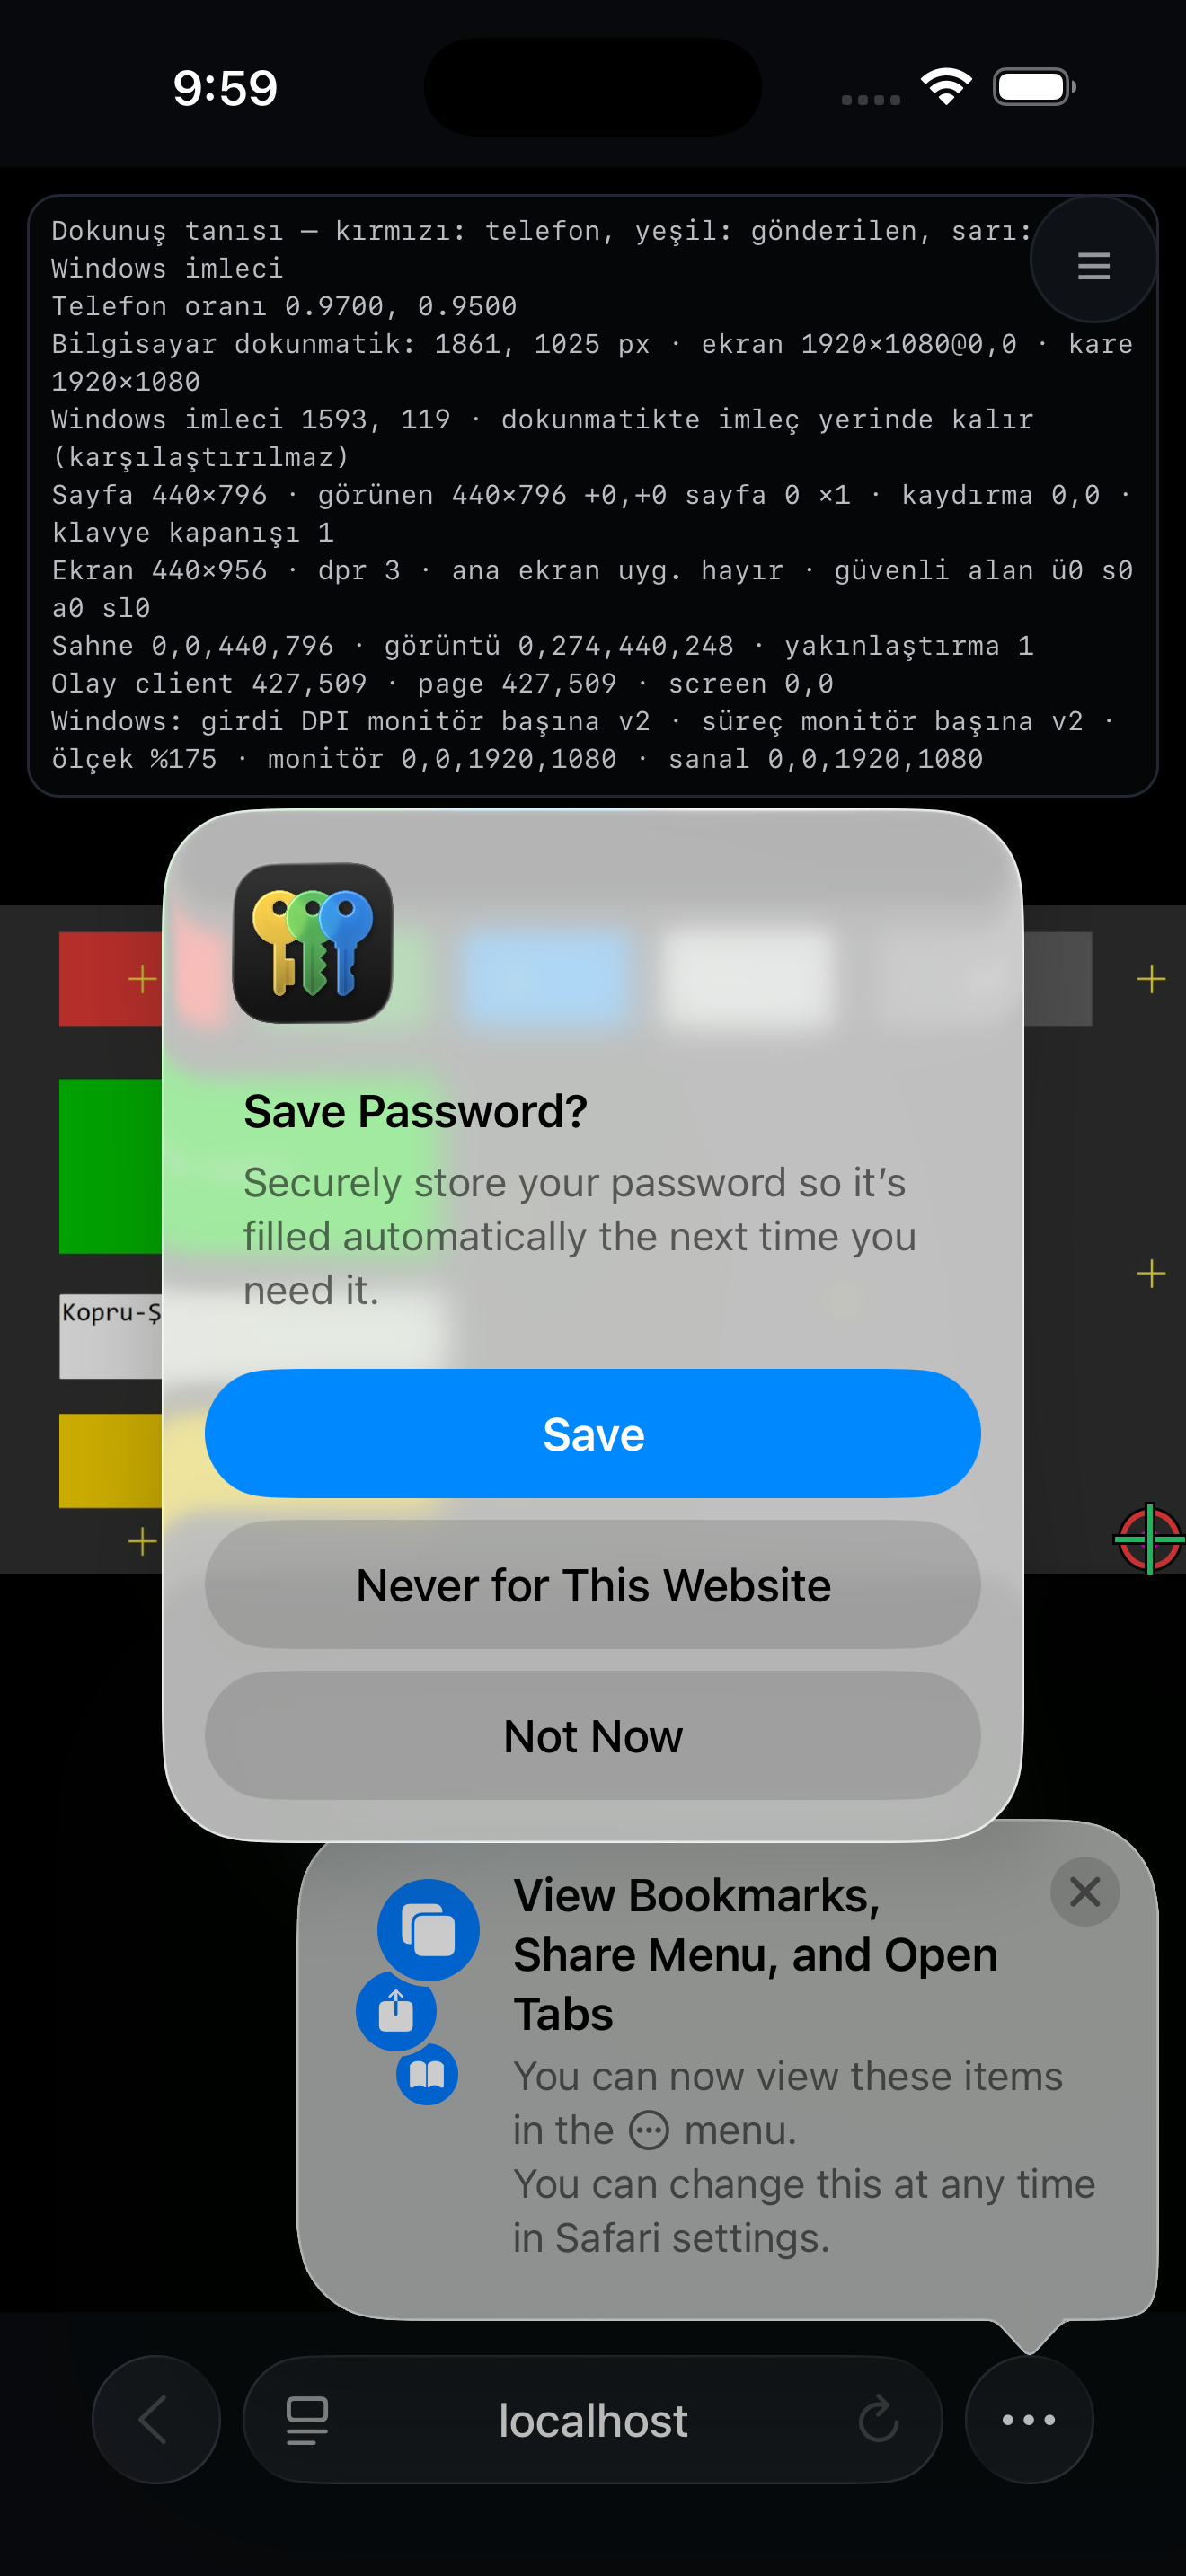 9:59
Dokunuş tanısı — kırmızı: telefon, yeşil: gönderilen, sarı:
Windows imleci
Telefon oranı 0.9700, 0.9500
Bilgisayar dokunmatik: 1861, 1025 px · ekran 1920×1080@0,0 · kare
1920×1080
Windows imleci 1593, 119 · dokunmatikte imleç yerinde kalır
(karşılaştırılmaz)
Sayfa 440×796 · görünen 440×796 +0,+0 sayfa 0 ×1 · kaydırma 0,0 ·
klavye kapanışı 1
Ekran 440×956 · dpr 3 · ana ekran uyg. hayır · güvenli alan ü0 s0
a0 sl0
Sahne 0,0,440,796 · görüntü 0,274,440,248 · yakınlaştırma 1
Olay client 427,509 · page 427,509 · screen 0,0
Windows: girdi DPI monitör başına v2 · süreç monitör başına v2 ·
ölçek %175 · monitör 0,0,1920,1080 · sanal 0,0,1920,1080
Save Password?
Securely store your password so it’s
filled automatically the next time you
need it.
Kopru-Ş
Save
Never for This Website
Not Now
View Bookmarks,
Share Menu, and Open
Tabs
You can now view these items
in the menu.
You can change this at any time
in Safari settings.
localhost